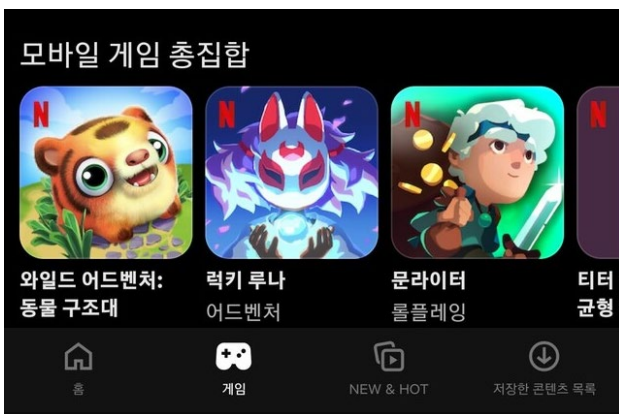 모바일 게임 총집합
N
N
N
N
와일드 어드벤처:
동물 구조대
럭키 루나
어드벤처
문라이터
롤플레잉
티터
균형
홈
게임
NEW & HOT
저장한 콘텐츠 목록